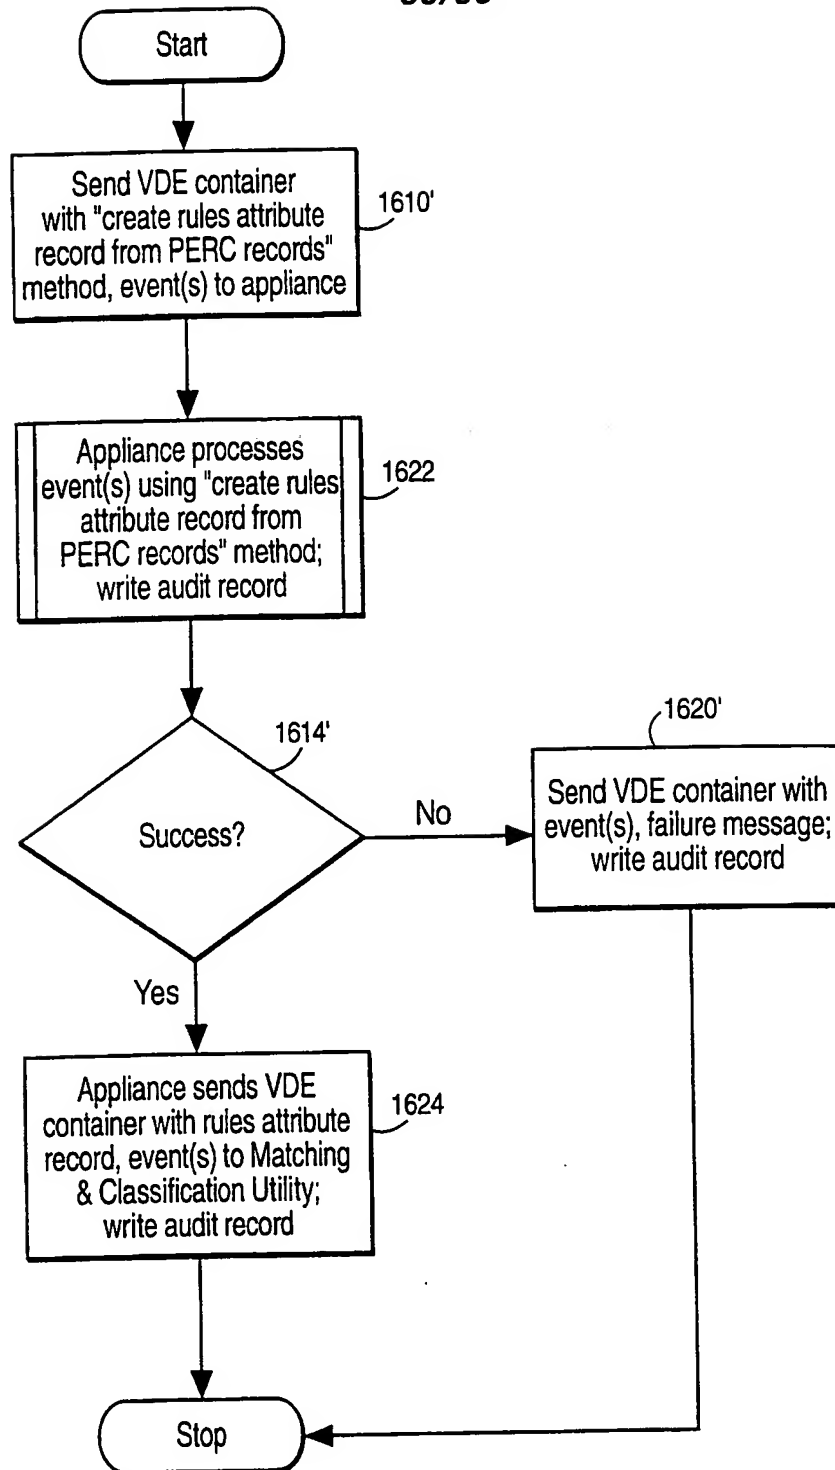 Start
Send VDE container
with "create rules attribute
record from PERC records"
method, event(s) to appliance
1610'
Appliance processes
event(s) using "create rules
attribute record from
PERC records" method;
write audit record
1622
1614'
Success?
No
1620'
Send VDE container with
event(s), failure message;
write audit record
Yes
Appliance sends VDE
container with rules attribute
record, event(s) to Matching
& Classification Utility;
write audit record
1624
Stop